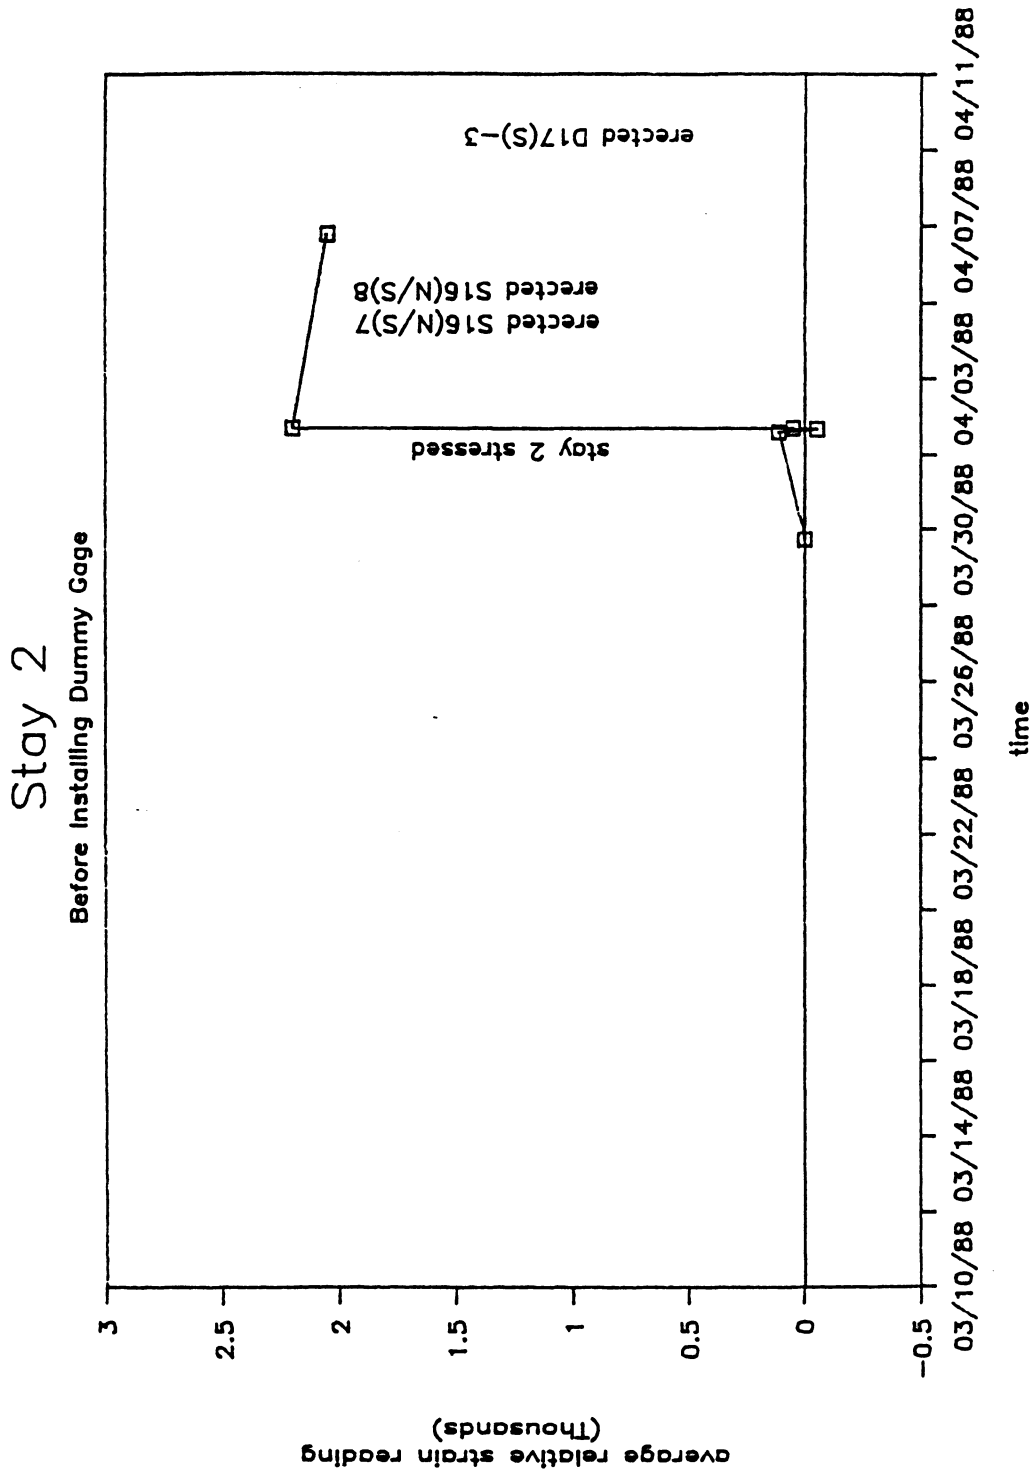 Stay 2
Before Installing Dummy Gage
average relative strain reading
(Thousands)
3
2.5
2
1.5
1
0.5
0
-0.5
stay 2 stressed
erected S16(N/S)7
erected S16(N/S)8
erected D17(S)-3
03/10/88 03/14/88 03/18/88 03/22/88 03/26/88 03/30/88 04/03/88 04/07/88 04/11/88
time